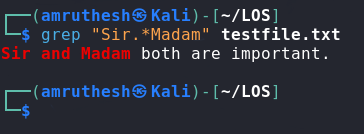 ┌──(amruthesh㉿Kali)-[~/LOS]
└─$ grep "Sir.*Madam" testfile.txt
Sir and Madam both are important.
┌──(amruthesh㉿Kali)-[~/LOS]
└─$